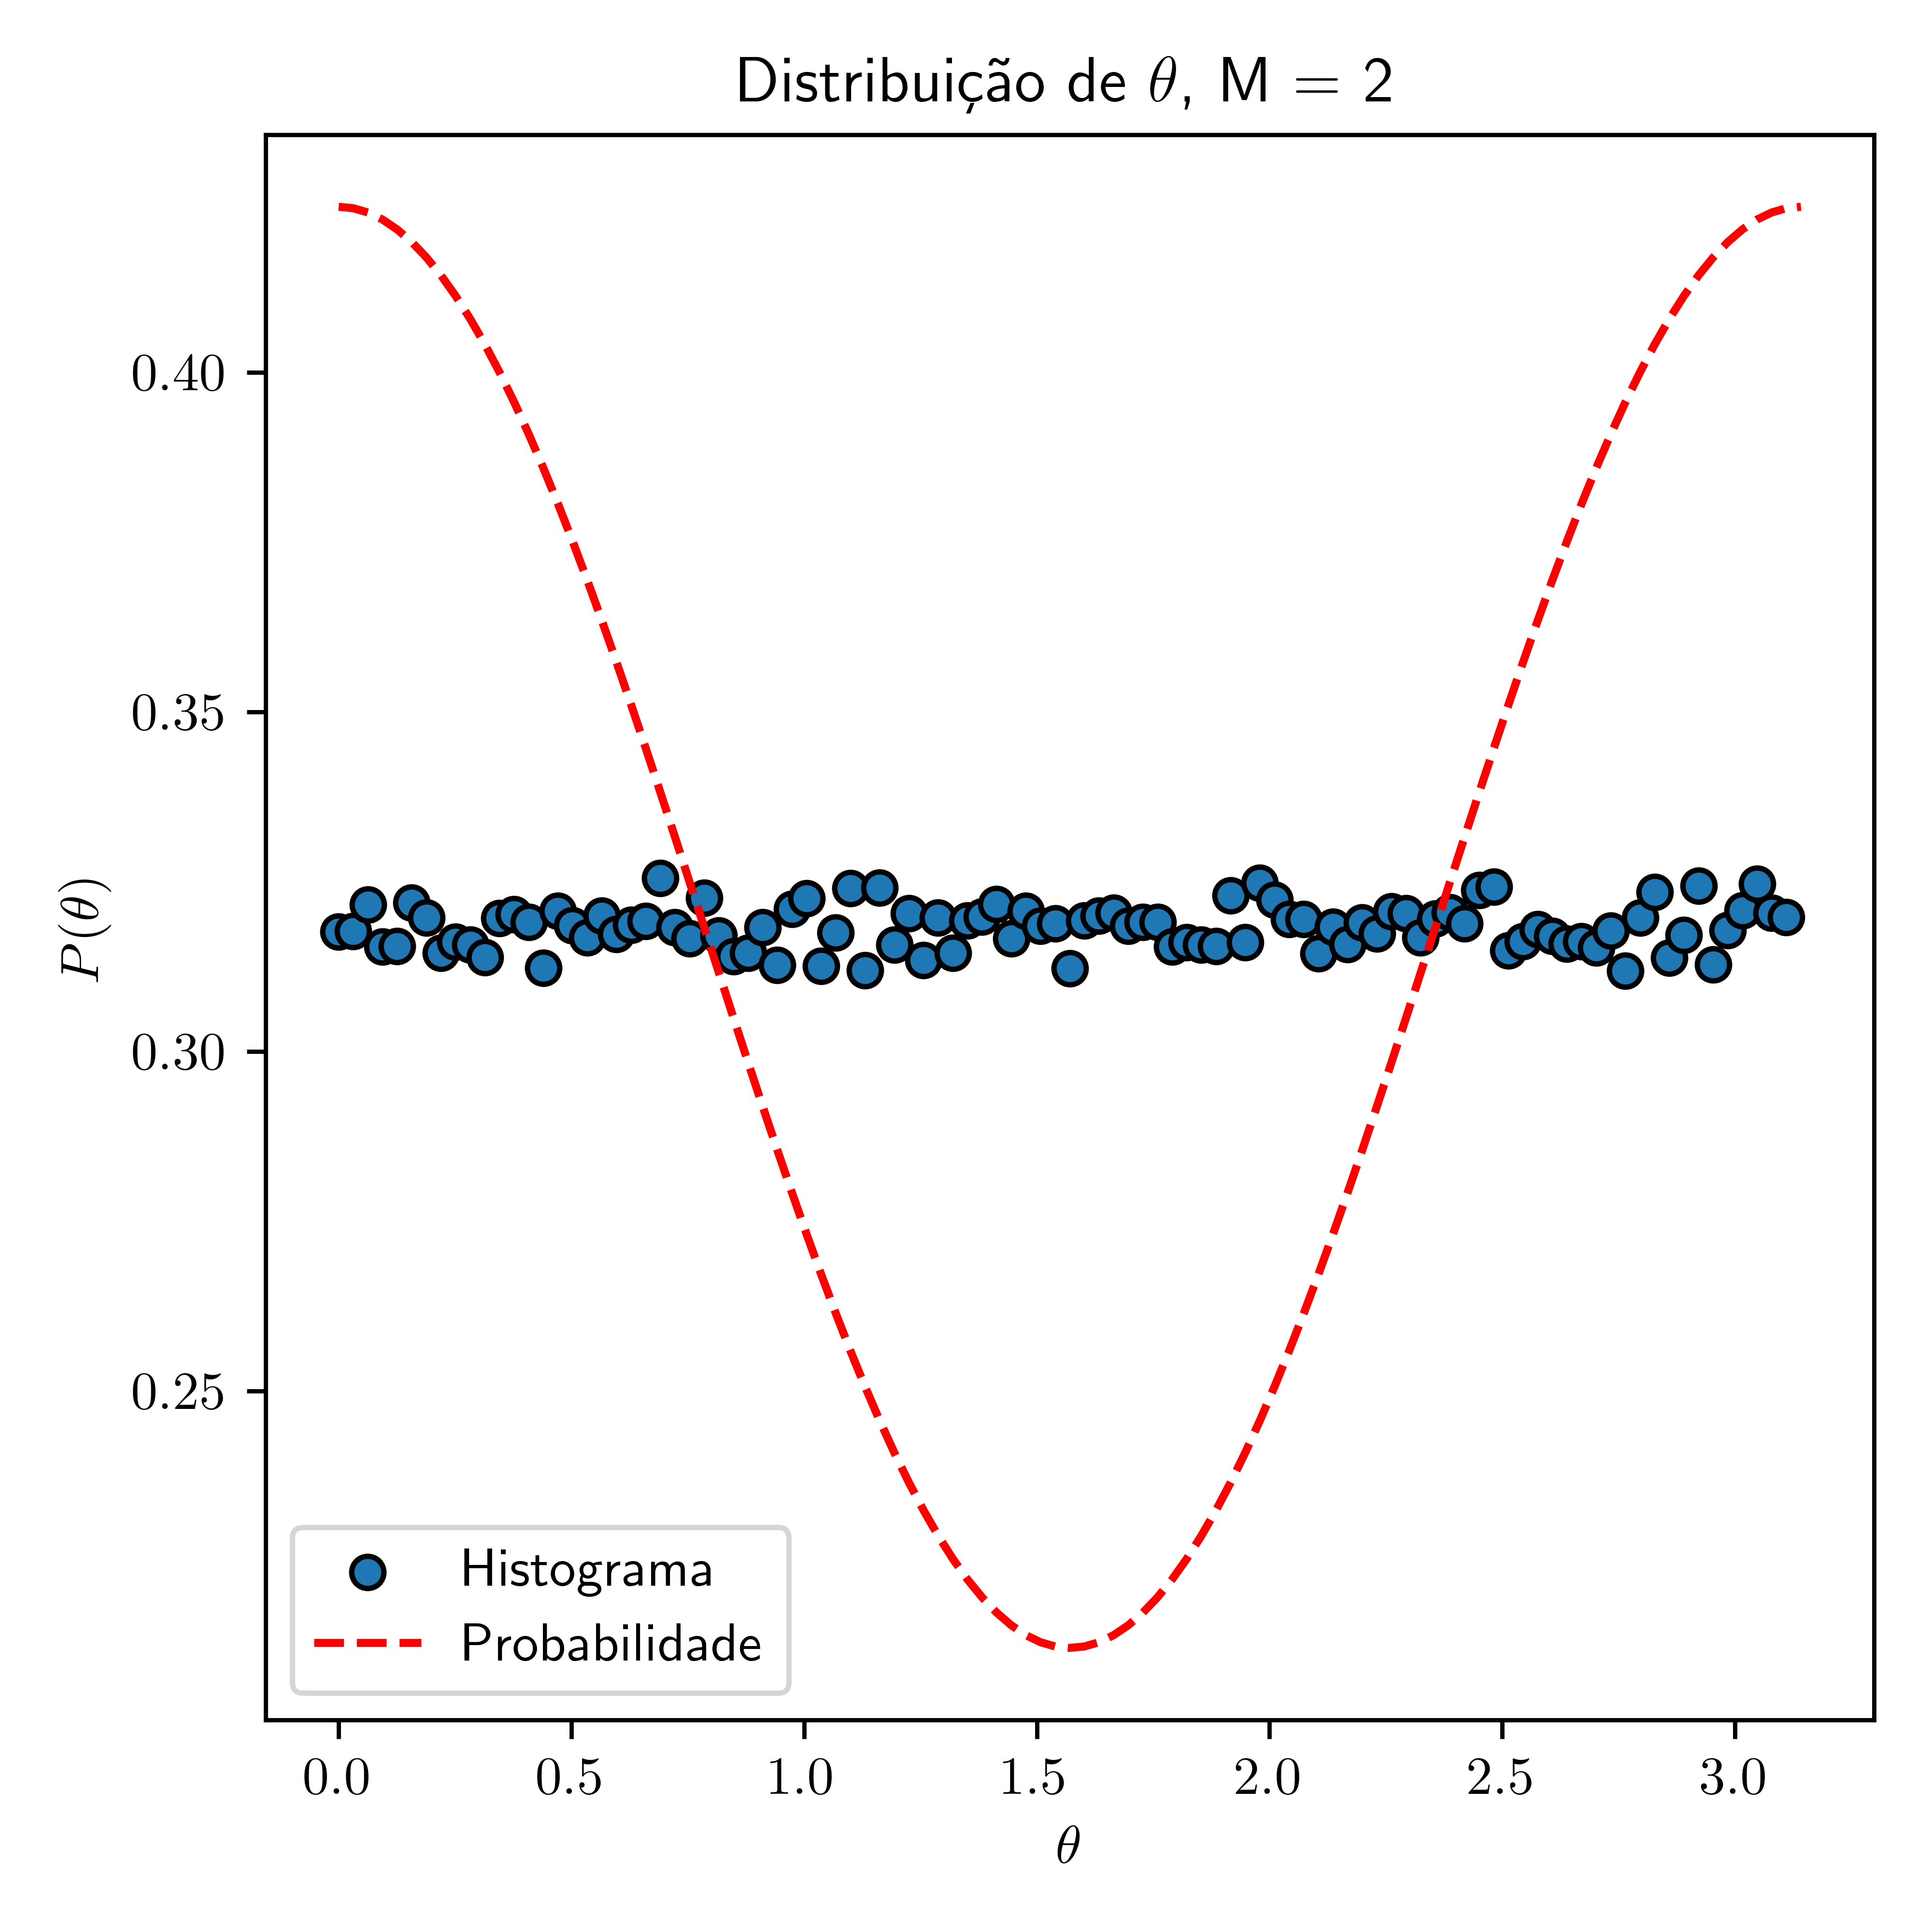 Distribuição de θ, M = 2
P (θ)
0.40
0.35
0.30
0.25
Histograma
Probabilidade
0.0 0.5 1.0 1.5 2.0 2.5 3.0
θ